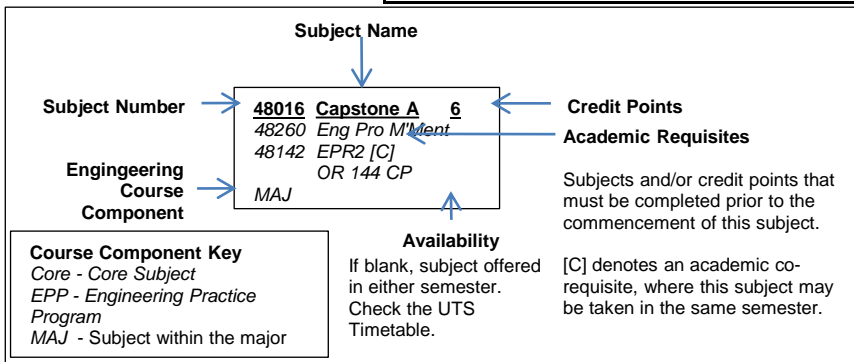 Subject Name
Subject Number
48016 Capstone A 6
48260 Eng Pro M'Ment
48142 EPR2 [C]
OR 144 CP
MAJ
Credit Points
Academic Requisites
Engingeering
Course
Component
Subjects and/or credit points that
must be completed prior to the
commencement of this subject.
[C] denotes an academic co-
requisite, where this subject may
be taken in the same semester.
Availability
If blank, subject offered
in either semester.
Check the UTS
Timetable.
Course Component Key
Core - Core Subject
EPP - Engineering Practice
Program
MAJ - Subject within the major